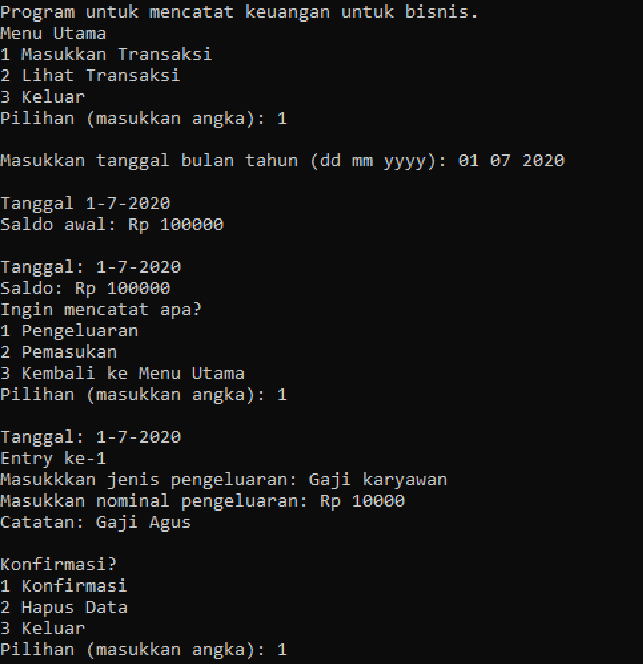 Program untuk mencatat keuangan untuk bisnis.
Menu Utama
1 Masukkan Transaksi
2 Lihat Transaksi
3 Keluar
Pilihan (masukkan angka): 1
Masukkan tanggal bulan tahun (dd mm yyyy): 01 07 2020
Tanggal 1-7-2020
Saldo awal: Rp 100000
Tanggal: 1-7-2020
Saldo: Rp 100000
Ingin mencatat apa?
1 Pengeluaran
2 Pemasukan
3 Kembali ke Menu Utama
Pilihan (masukkan angka): 1
Tanggal: 1-7-2020
Entry ke-1
Masukkkan jenis pengeluaran: Gaji karyawan
Masukkan nominal pengeluaran: Rp 10000
Catatan: Gaji Agus
Konfirmasi?
1 Konfirmasi
2 Hapus Data
3 Keluar
Pilihan (masukkan angka): 1